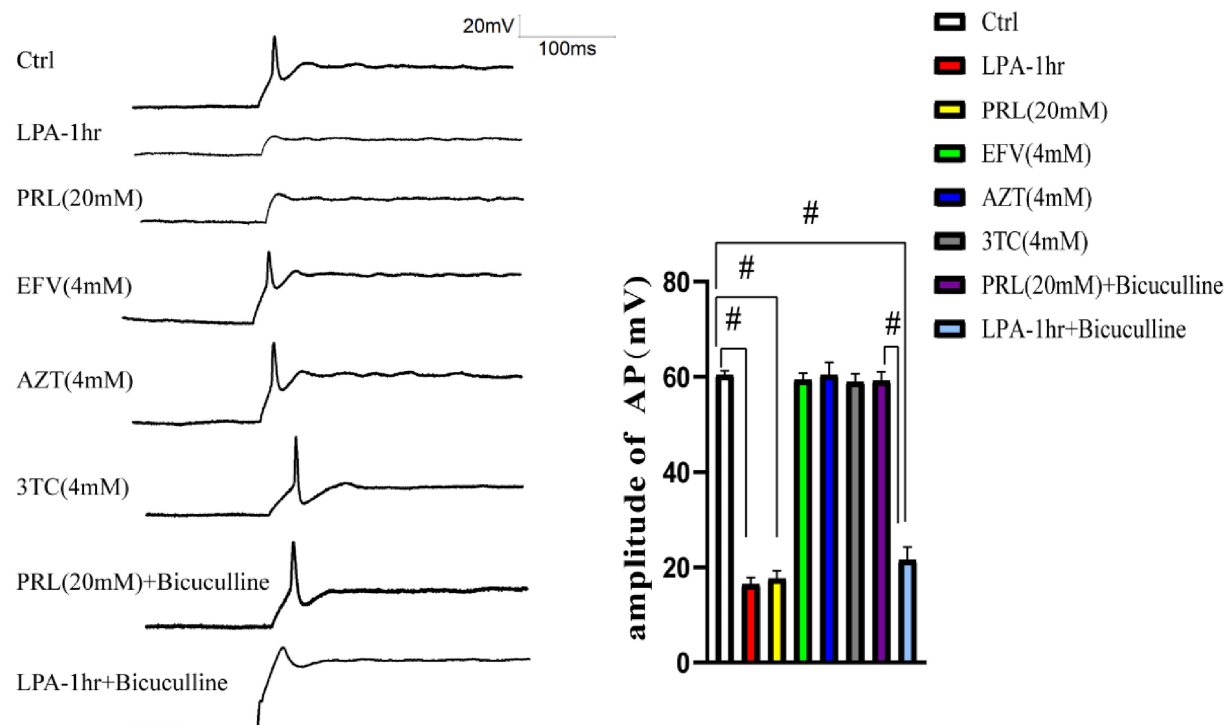 20mV
100ms
Ctrl
LPA-1hr
PRL(20mM)
EFV(4mM)
AZT(4mM)
3TC(4mM)
PRL(20mM)+Bicuculline
LPA-1hr+Bicuculline
amplitude of AP(mV)
80
60
40
20
0
#
#
#
#
Ctrl
LPA-1hr
PRL(20mM)
EFV(4mM)
AZT(4mM)
3TC(4mM)
PRL(20mM)+Bicuculline
LPA-1hr+Bicuculline